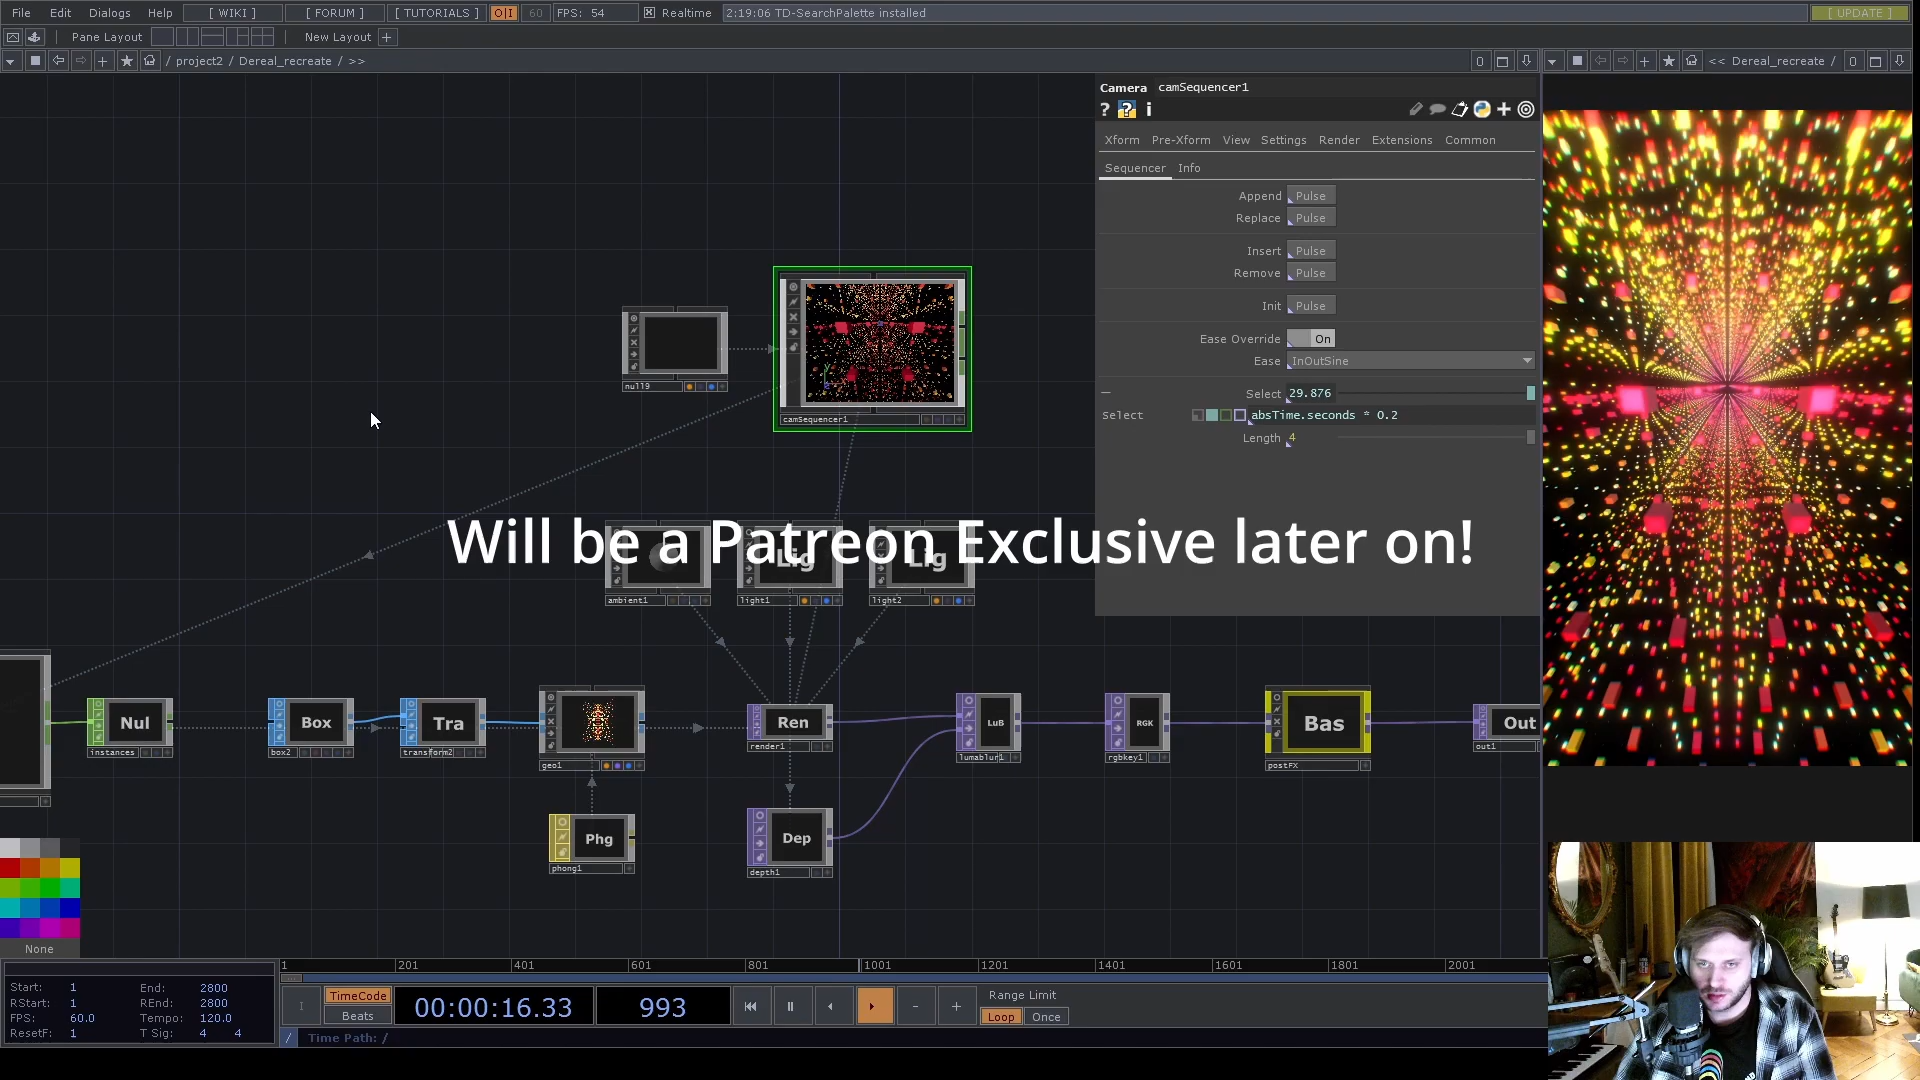 File Edit Dialogs Help [ WIKI ] [ FORUM ] [ TUTORIALS ] O|I 60 FPS: 54 Realtime 2:19:06 TD-SearchPalette installed [ UPDATE ]
Pane Layout New Layout +
/ project2 / Dereal_recreate / >> 0 << Dereal_recreate / 0
Camera camSequencer1
? ? i
Xform Pre-Xform View Settings Render Extensions Common
Sequencer Info
Append Pulse
Replace Pulse
Insert Pulse
Remove Pulse
Init Pulse
Ease Override On
Ease InOutSine
Select 29.876
Select absTime.seconds * 0.2
Length 4
null9
camSequencer1
Will be a Patreon Exclusive later on!
Lig
Lig
ambient1 light1 light2
Nul Box Tra Ren LuB RGK Bas Out
instances box2 transform2 geo1 render1 lumablur1 rgbkey1 postFX out1
Phg Dep
phong1 depth1
None
1 201 401 601 801 1001 1201 1401 1601 1801 2001
Start: 1 End: 2800
RStart: 1 REnd: 2800
FPS: 60.0 Tempo: 120.0
ResetF: 1 T Sig: 4 4
TimeCode
Beats
00:00:16.33 993
Range Limit
Loop Once
/ Time Path: /